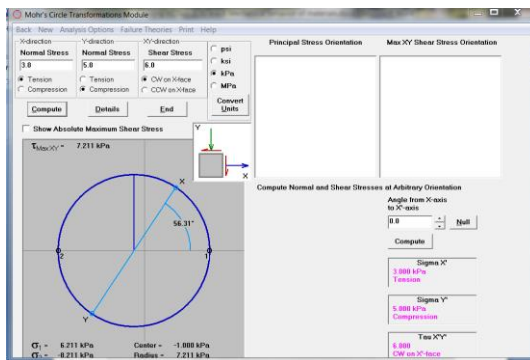 Mohr's Circle Transformations Module
Back New Analysis Options Failure Theories Print Help
X-direction
Normal Stress
3.0
Tension
Compression
Y-direction
Normal Stress
5.0
Tension
Compression
XY-direction
Shear Stress
6.0
CW on X-face
CCW on X-face
psi
ksi
kPa
MPa
Convert
Units
Compute Details End
Show Absolute Maximum Shear Stress
Principal Stress Orientation
Max XY Shear Stress Orientation
Y
X
τMaxXY = 7.211 kPa
X
56.31°
2
1
Y
σ1 = 6.211 kPa Center = -1.000 kPa
-8.211 kPa Radius = 7.211 kPa
Compute Normal and Shear Stresses at Arbitrary Orientation
Angle from X-axis
to X'-axis
0.0
Null
Compute
Sigma X'
3.000 kPa
Tension
Sigma Y'
5.000 kPa
Compression
Tau X'Y'
6.000
CW on X'-face